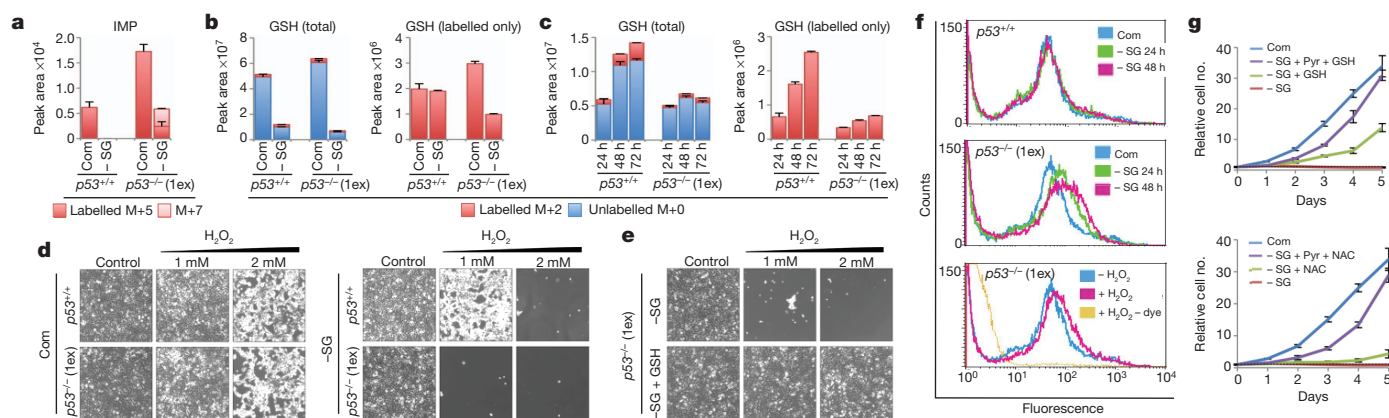 a
IMP
Peak area ×10⁴
2.0
1.5
1.0
0.5
0
Com
– SG
Com
– SG
p53+/+
p53–/– (1ex)
Labelled M+5
M+7
b
GSH (total)
Peak area ×10⁷
8
6
4
2
0
Com
– SG
Com
– SG
p53+/+
p53–/– (1ex)
GSH (labelled only)
Peak area ×10⁶
4
3
2
1
0
Com
– SG
Com
– SG
p53+/+
p53–/– (1ex)
c
GSH (total)
Peak area ×10⁷
1.5
1.0
0.5
0
24 h
48 h
72 h
24 h
48 h
72 h
p53+/+
p53–/– (1ex)
GSH (labelled only)
Peak area ×10⁶
3
2
1
0
24 h
48 h
72 h
24 h
48 h
72 h
p53+/+
p53–/– (1ex)
Labelled M+2
Unlabelled M+0
d
H₂O₂
Control
1 mM
2 mM
Com
p53+/+
p53–/– (1ex)
H₂O₂
Control
1 mM
2 mM
–SG
p53+/+
p53–/– (1ex)
e
H₂O₂
Control
1 mM
2 mM
p53–/– (1ex)
–SG
–SG + GSH
f
150
p53+/+
Com
– SG 24 h
– SG 48 h
0
150
p53–/– (1ex)
Com
– SG 24 h
– SG 48 h
0
150
p53–/– (1ex)
– H₂O₂
+ H₂O₂
+ H₂O₂ – dye
0
10⁰
10¹
10²
10³
10⁴
Counts
Fluorescence
g
Relative cell no.
40
30
20
10
0
Com
– SG + Pyr + GSH
– SG + GSH
– SG
0 1 2 3 4 5
Days
Relative cell no.
40
30
20
10
0
Com
– SG + Pyr + NAC
– SG + NAC
– SG
0 1 2 3 4 5
Days